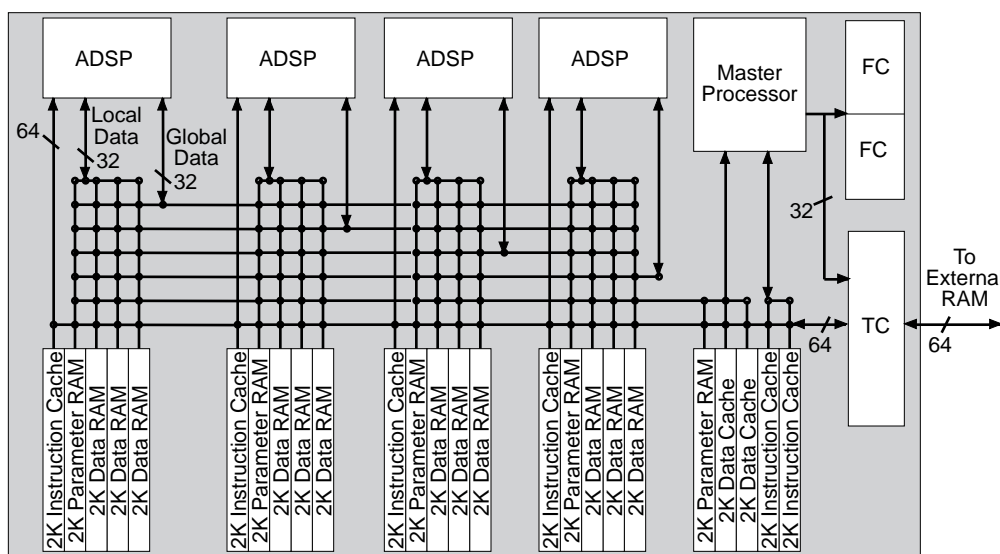 ADSP
ADSP
ADSP
ADSP
Master
Processor
FC
FC
64
Local
Data
32
Global
Data
32
32
To
Externa
RAM
TC
64
64
2K Instruction Cache
2K Parameter RAM
2K Data RAM
2K Data RAM
2K Data RAM
2K Instruction Cache
2K Parameter RAM
2K Data RAM
2K Data RAM
2K Data RAM
2K Instruction Cache
2K Parameter RAM
2K Data RAM
2K Data RAM
2K Data RAM
2K Instruction Cache
2K Parameter RAM
2K Data RAM
2K Data RAM
2K Data RAM
2K Parameter RAM
2K Data Cache
2K Data Cache
2K Instruction Cache
2K Instruction Cache